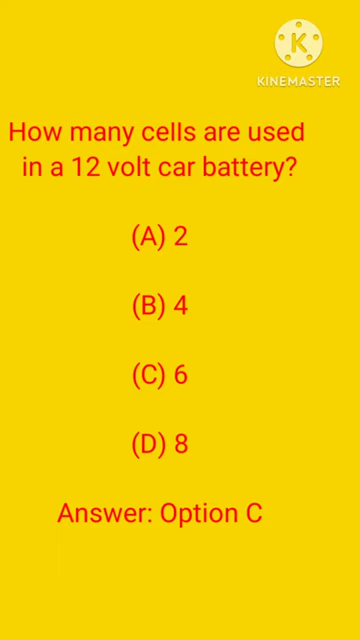 K
KINEMASTER
How many cells are used
in a 12 volt car battery?
(A) 2
(B) 4
(C) 6
(D) 8
Answer: Option C